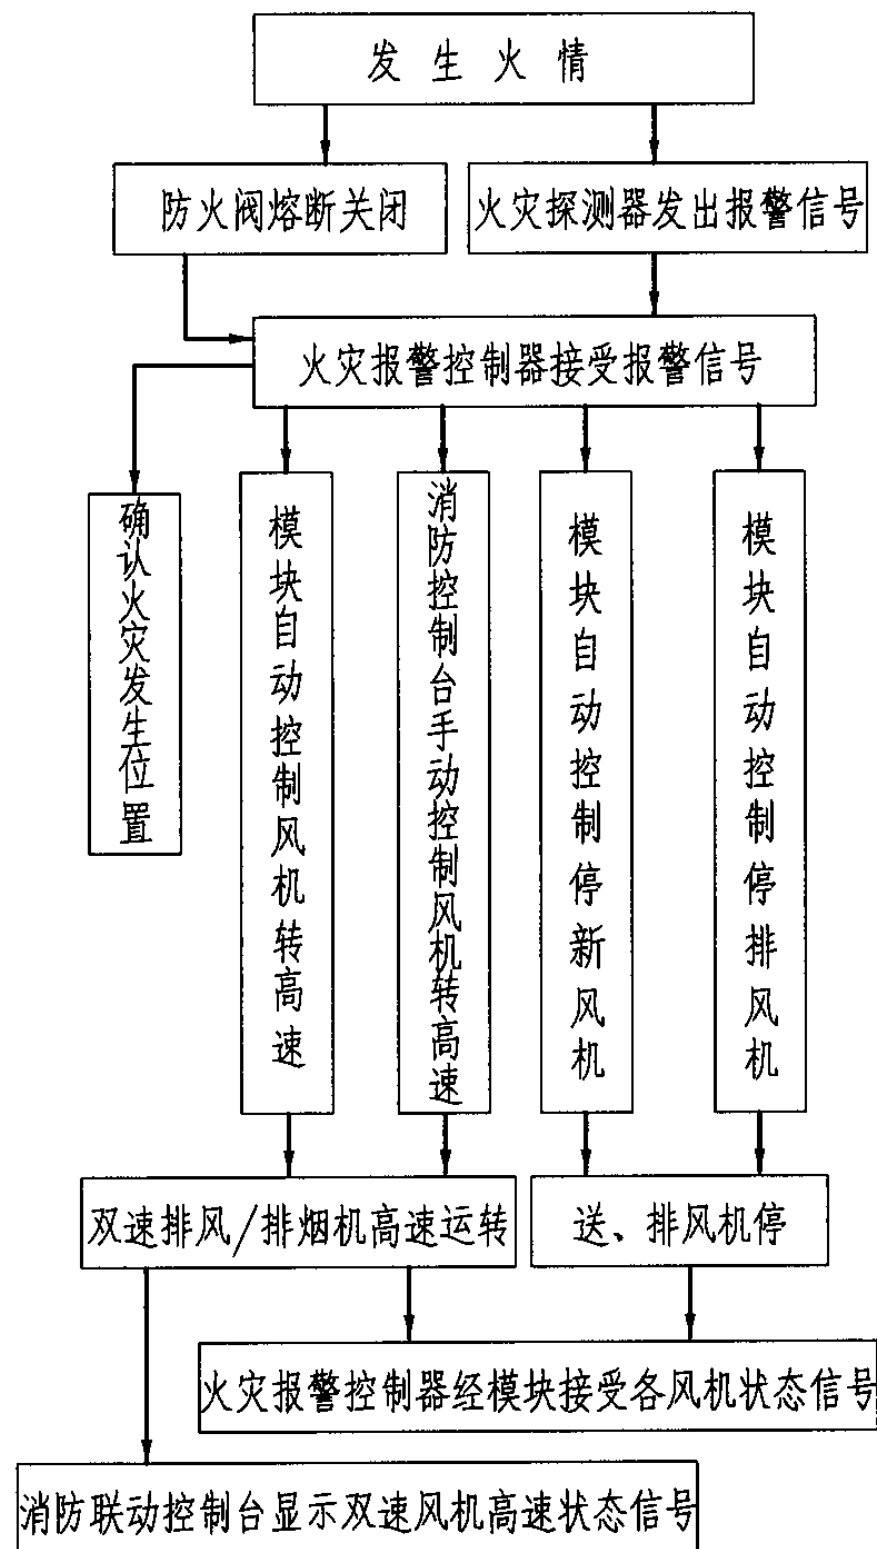 发生火情
防火阀熔断关闭
火灾探测器发出报警信号
火灾报警控制器接受报警信号
确认火灾发生位置
模块自动控制风机转高速
消防控制台手动控制风机转高速
模块自动控制停新风机
模块自动控制停排风机
双速排风/排烟机高速运转
送、排风机停
火灾报警控制器经模块接受各风机状态信号
消防联动控制台显示双速风机高速状态信号